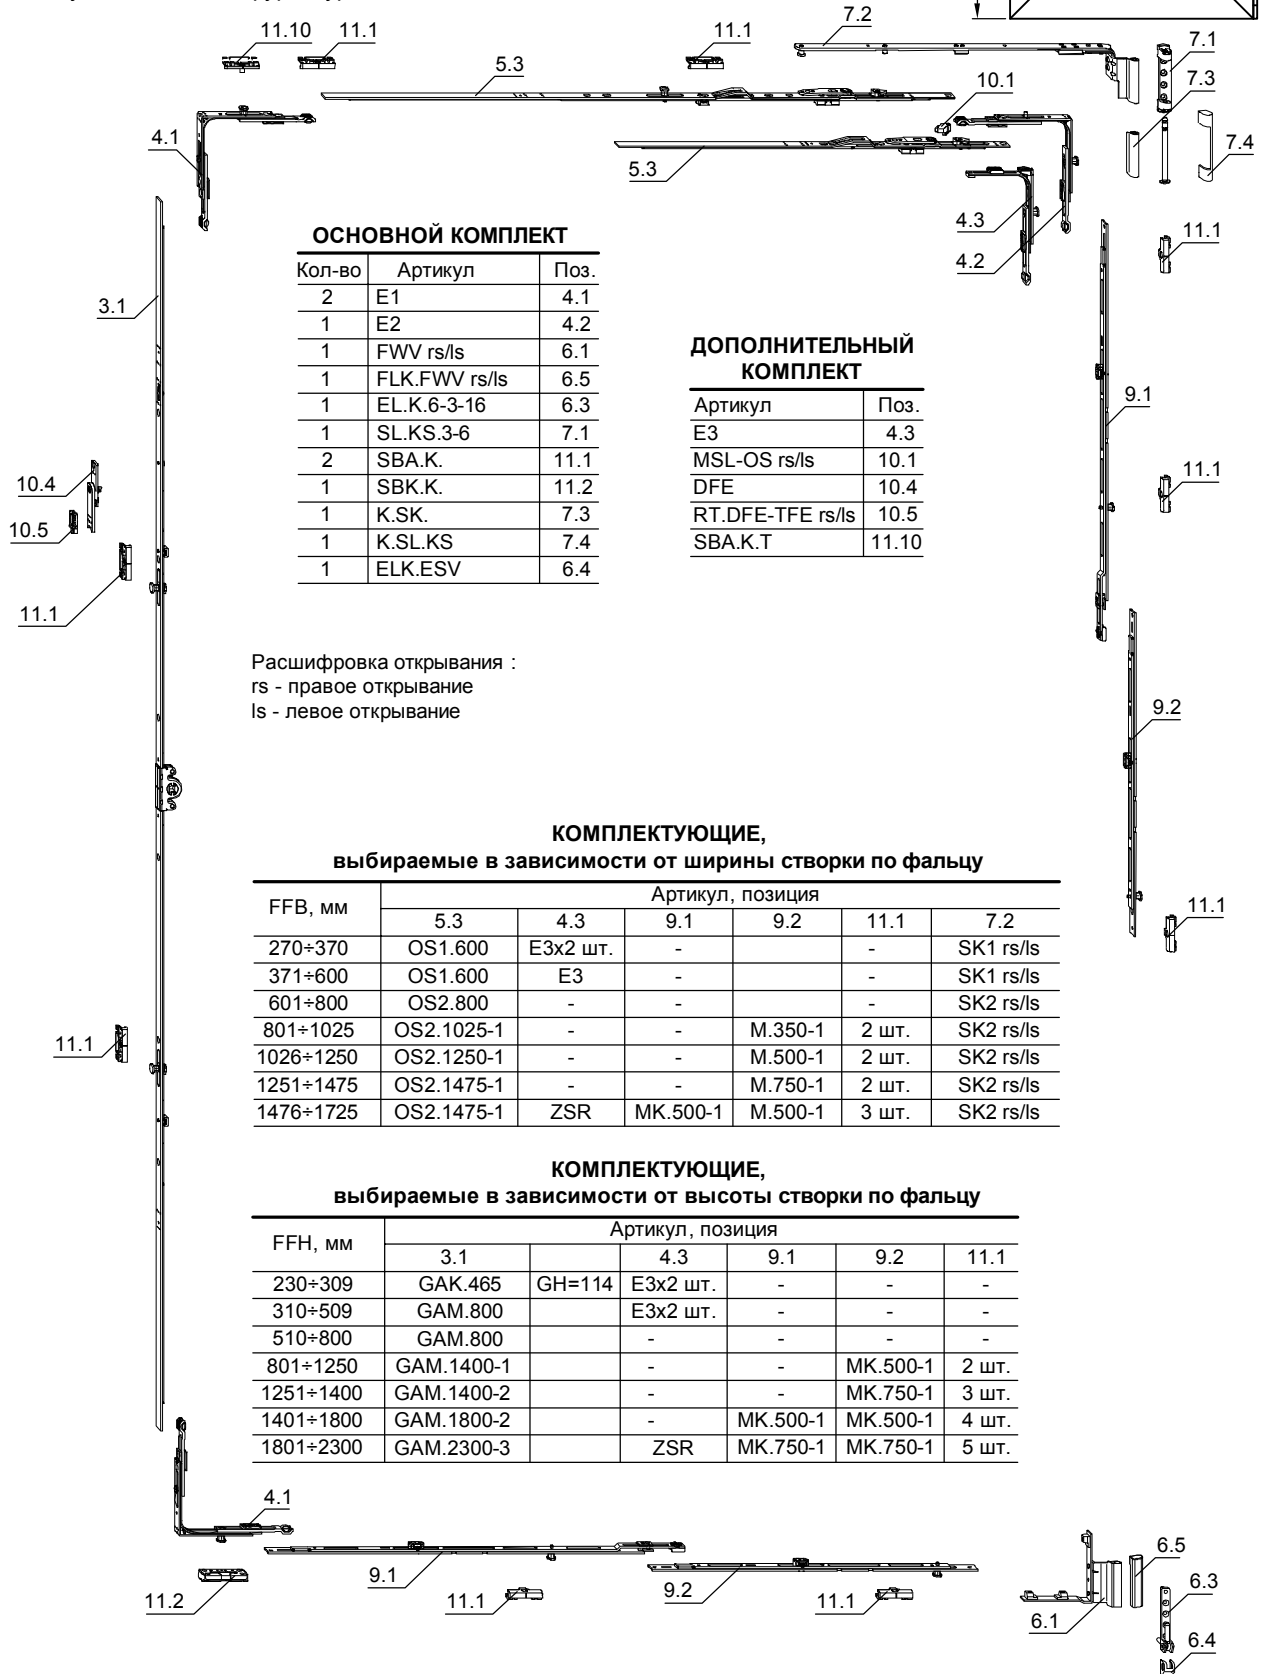 7.2
11.10
11.1
11.1
7.1
5.3
7.3
10.1
4.1
7.4
5.3
4.3
11.1
4.2
3.1
ОСНОВНОЙ КОМПЛЕКТ
Кол-во Артикул Поз.
2 E1 4.1
1 E2 4.2
1 FWV rs/ls 6.1
1 FLK.FWV rs/ls 6.5
1 EL.K.6-3-16 6.3
1 SL.KS.3-6 7.1
2 SBA.K. 11.1
1 SBK.K. 11.2
1 K.SK. 7.3
1 K.SL.KS 7.4
1 ELK.ESV 6.4
ДОПОЛНИТЕЛЬНЫЙ
КОМПЛЕКТ
Артикул Поз.
E3 4.3
MSL-OS rs/ls 10.1
DFE 10.4
RT.DFE-TFE rs/ls 10.5
SBA.K.T 11.10
9.1
11.1
10.4
10.5
11.1
Расшифровка открывания :
rs - правое открывание
ls - левое открывание
9.2
КОМПЛЕКТУЮЩИЕ,
выбираемые в зависимости от ширины створки по фальцу
FFB, мм Артикул, позиция
5.3 4.3 9.1 9.2 11.1 7.2
270÷370 OS1.600 E3x2 шт. - - SK1 rs/ls
371÷600 OS1.600 E3 - - SK1 rs/ls
601÷800 OS2.800 - - - SK2 rs/ls
801÷1025 OS2.1025-1 - - M.350-1 2 шт. SK2 rs/ls
1026÷1250 OS2.1250-1 - - M.500-1 2 шт. SK2 rs/ls
1251÷1475 OS2.1475-1 - - M.750-1 2 шт. SK2 rs/ls
1476÷1725 OS2.1475-1 ZSR MK.500-1 M.500-1 3 шт. SK2 rs/ls
11.1
11.1
КОМПЛЕКТУЮЩИЕ,
выбираемые в зависимости от высоты створки по фальцу
FFH, мм Артикул, позиция
3.1 4.3 9.1 9.2 11.1
230÷309 GAK.465 GH=114 E3x2 шт. - - -
310÷509 GAM.800 E3x2 шт. - - -
510÷800 GAM.800 - - - -
801÷1250 GAM.1400-1 - - MK.500-1 2 шт.
1251÷1400 GAM.1400-2 - - MK.750-1 3 шт.
1401÷1800 GAM.1800-2 - MK.500-1 MK.500-1 4 шт.
1801÷2300 GAM.2300-3 ZSR MK.750-1 MK.750-1 5 шт.
4.1
9.1
11.2
11.1
9.2
11.1
6.5
6.3
6.1
6.4